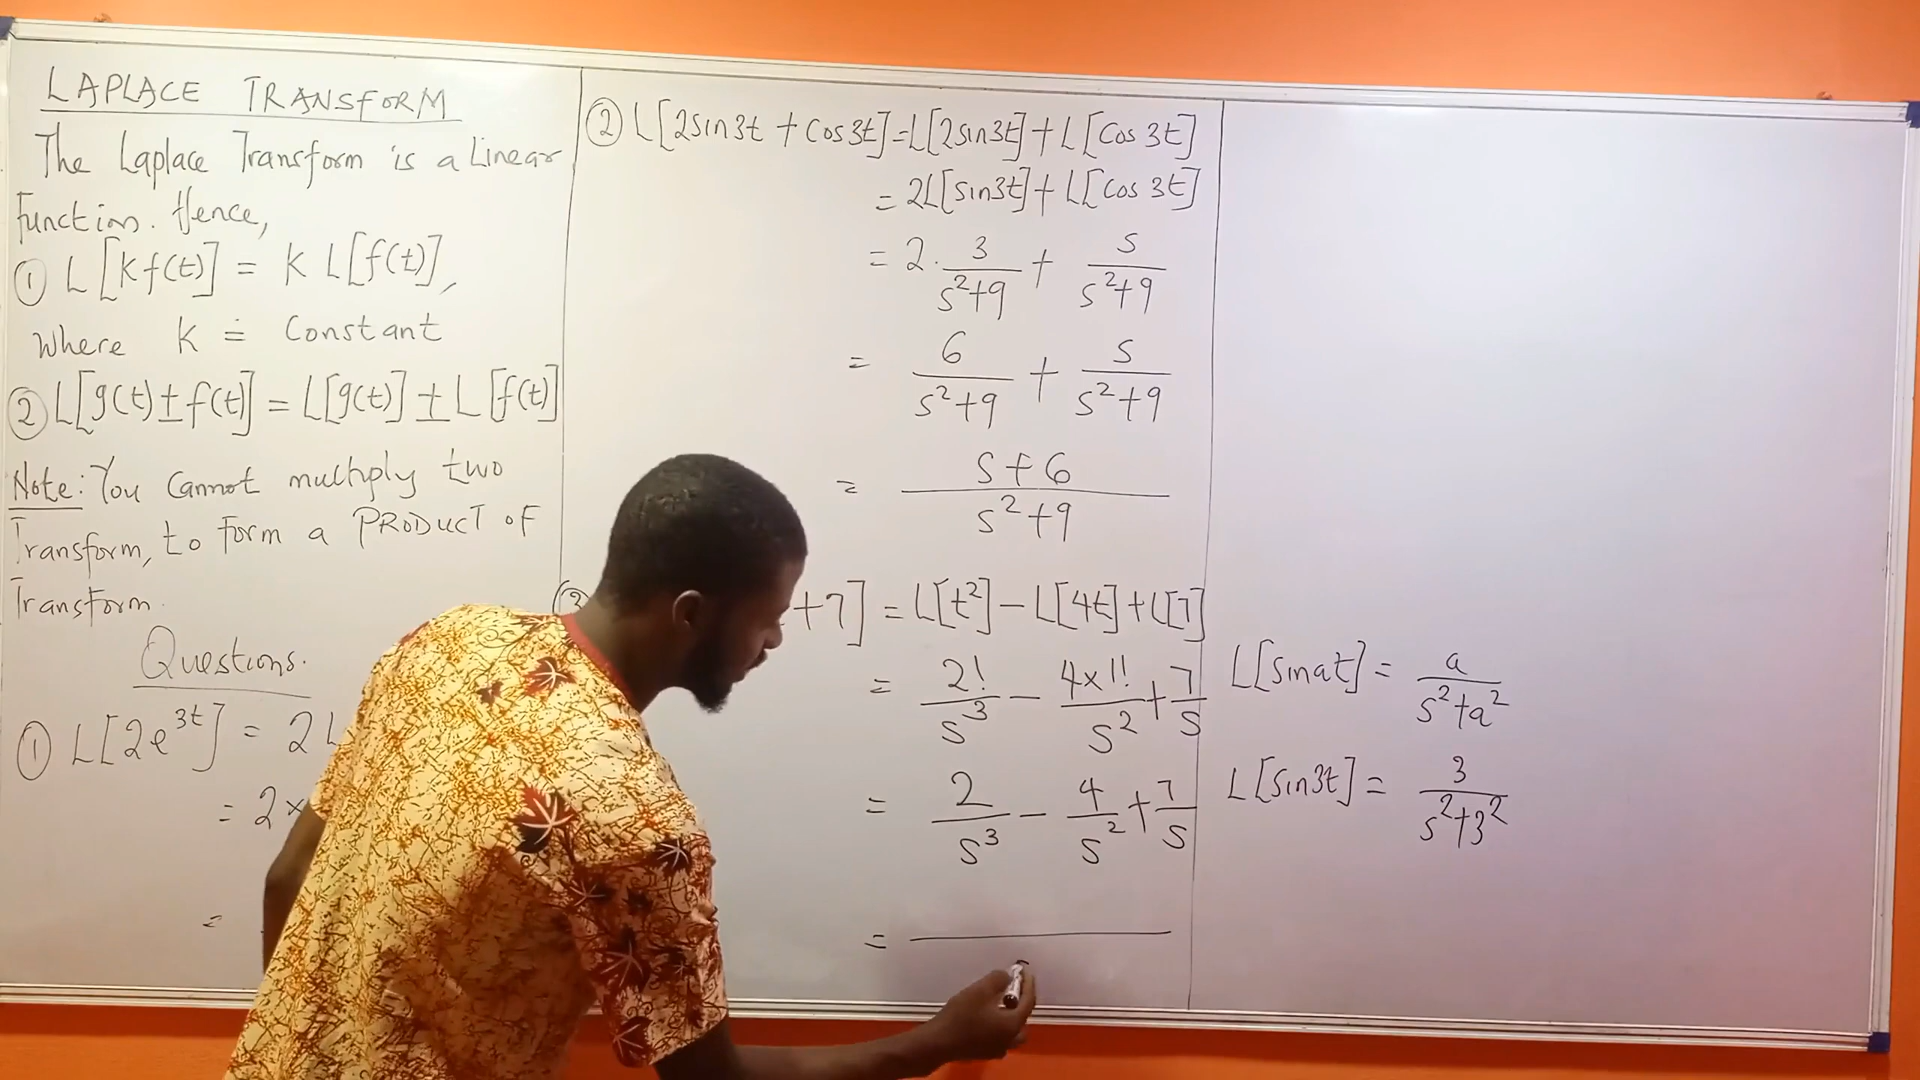 LAPLACE TRANSFORM
The Laplace Transform is a Linear
Function. Hence,
① L[Kf(t)] = K L[f(t)],
Where K = Constant
② L[g(t) ± f(t)] = L[g(t)] ± L[f(t)]
Note: You Cannot multiply two
Transform, to form a PRODUCT OF
Transform.
Questions.
① L[2e^{3t}] = 2L
= 2×
=
② L[2sin3t + Cos3t] = L[2sin3t] + L[Cos 3t]
= 2L[sin3t] + L[Cos 3t]
= 2 · 3/(s²+9) + s/(s²+9)
= 6/(s²+9) + s/(s²+9)
= (s+6)/(s²+9)
③ +7] = L[t²] − L[4t] + L[7]
= 2!/s³ − (4×1!)/s² + 7/s
= 2/s³ − 4/s² + 7/s
=
L[sinat] = a/(s²+a²)
L[sin3t] = 3/(s²+3²)